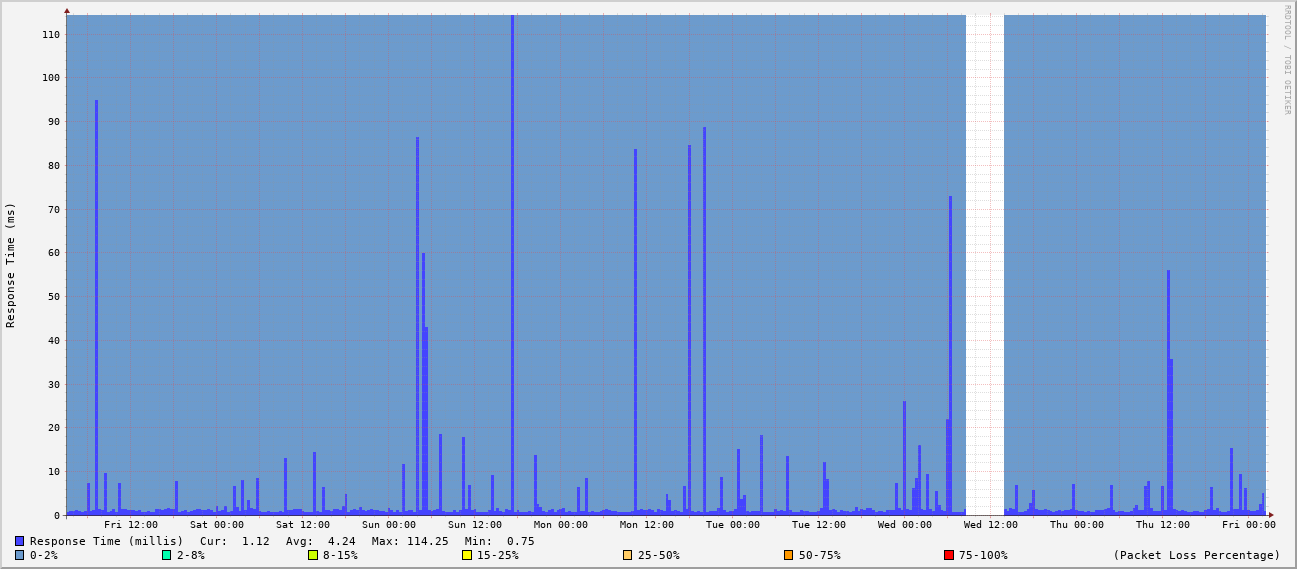 RRDTOOL / TOBI OETIKER
Response Time (ms)
110
100
90
80
70
60
50
40
30
20
10
0
Fri 12:00 Sat 00:00 Sat 12:00 Sun 00:00 Sun 12:00 Mon 00:00 Mon 12:00 Tue 00:00 Tue 12:00 Wed 00:00 Wed 12:00 Thu 00:00 Thu 12:00 Fri 00:00
Response Time (millis) Cur: 1.12 Avg: 4.24 Max: 114.25 Min: 0.75
0-2% 2-8% 8-15% 15-25% 25-50% 50-75% 75-100% (Packet Loss Percentage)